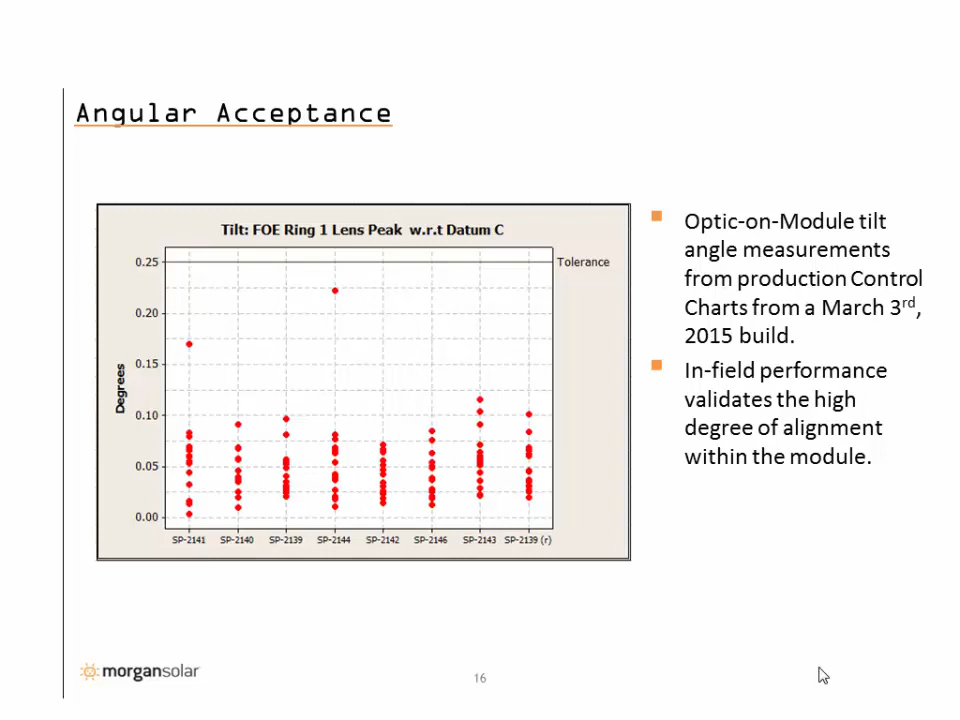 Angular Acceptance
Tilt: FOE Ring 1 Lens Peak w.r.t Datum C
0.25
Tolerance
0.20
0.15
0.10
0.05
0.00
Degrees
SP-2141 SP-2140 SP-2139 SP-2144 SP-2142 SP-2146 SP-2143 SP-2139 (r)
Optic-on-Module tilt
angle measurements
from production Control
Charts from a March 3rd,
2015 build.
In-field performance
validates the high
degree of alignment
within the module.
morgansolar
16